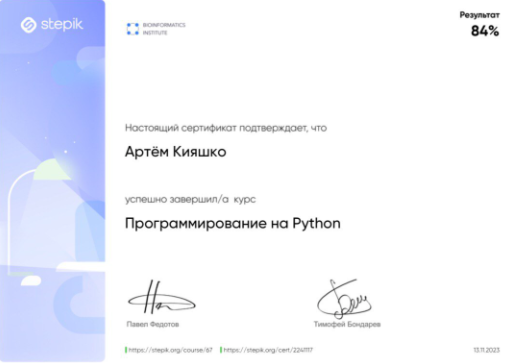 stepik
BIOINFORMATICS
INSTITUTE
Результат
84%
Настоящий сертификат подтверждает, что
Артём Кияшко
успешно завершил/а курс
Программирование на Python
Павел Федотов
Тимофей Бондарев
https://stepik.org/course/67
https://stepik.org/cert/2241117
13.11.2023